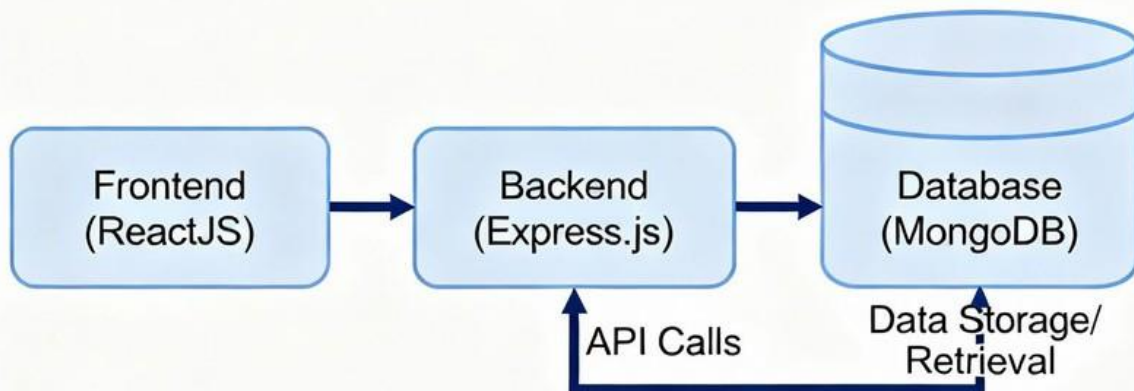 Frontend
(ReactJS)
Backend
(Express.js)
Database
(MongoDB)
API Calls
Data Storage/
Retrieval